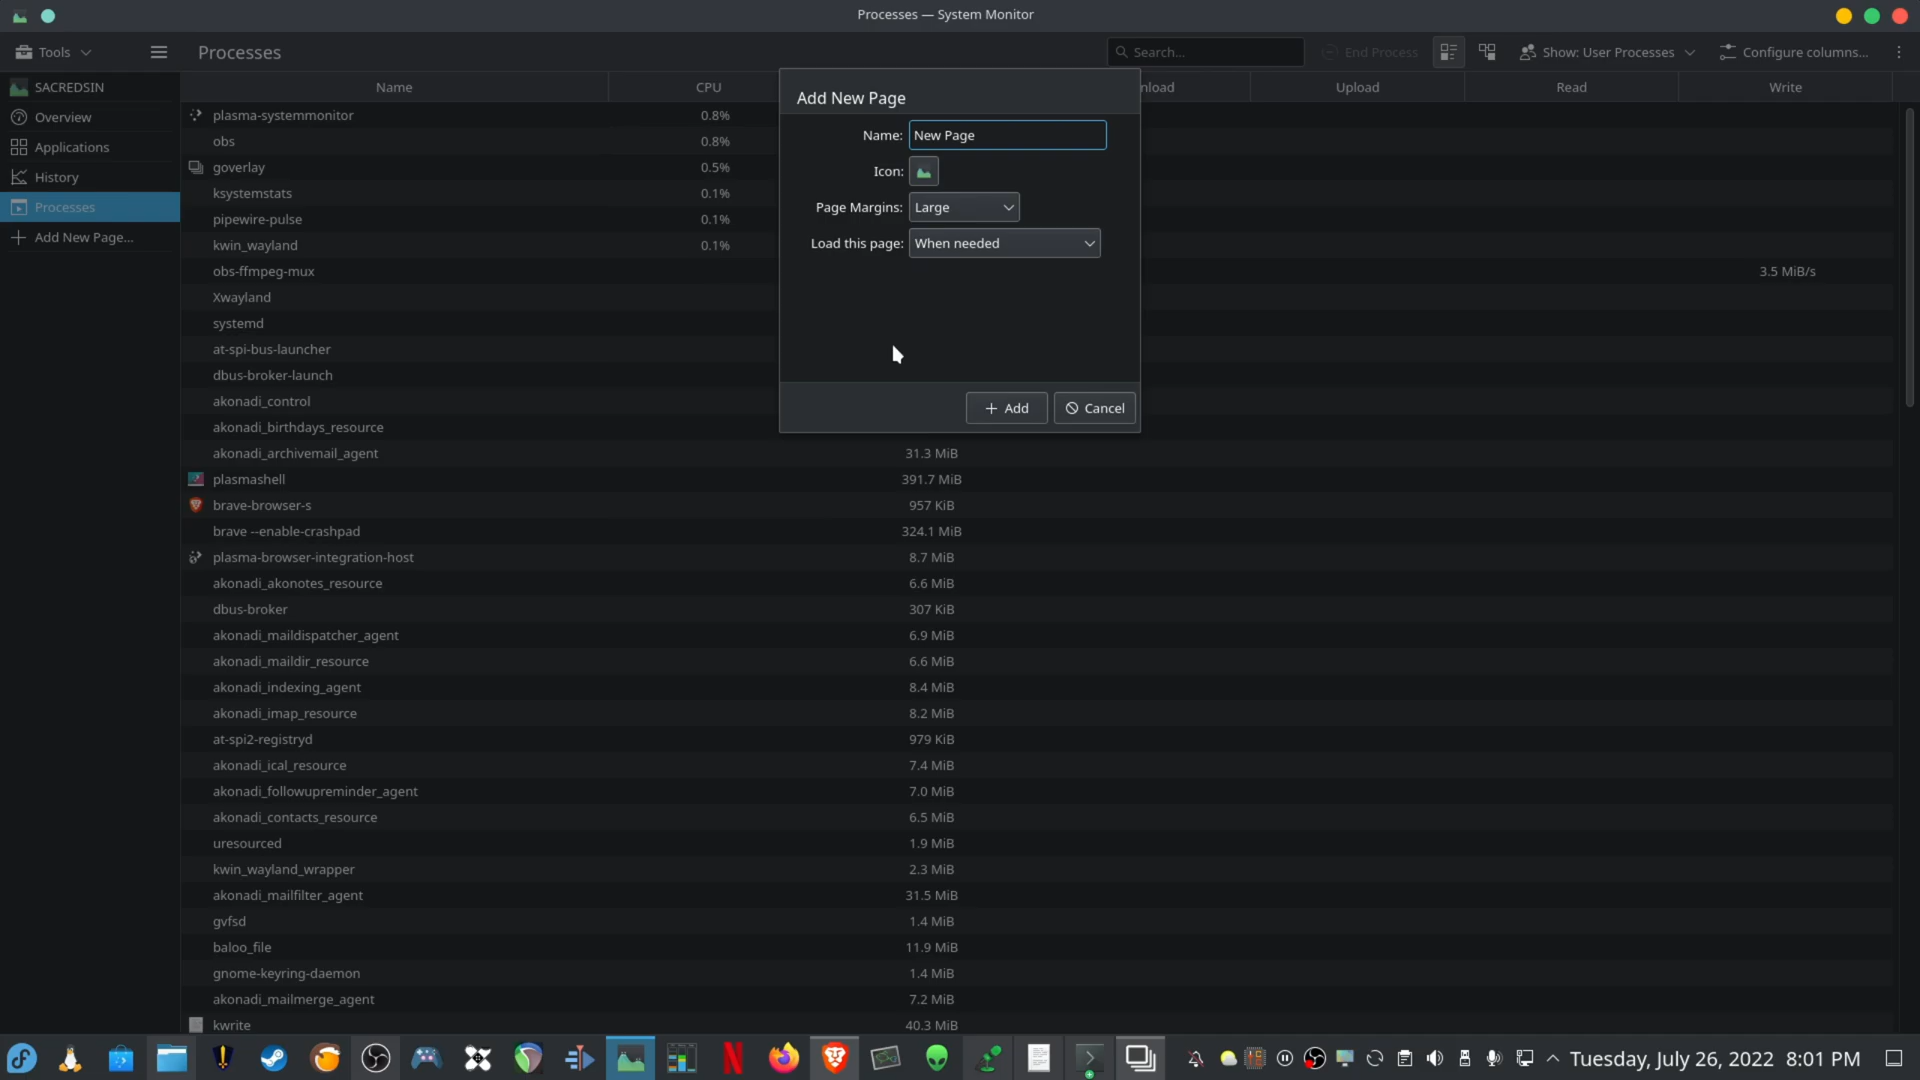 Processes — System Monitor
Tools
Processes
Search...
End Process
Show: User Processes
Configure columns...
SACREDSIN
Overview
Applications
History
Processes
Add New Page...
Name CPU nload Upload Read Write
plasma-systemmonitor 0.8%
obs 0.8%
goverlay 0.5%
ksystemstats 0.1%
pipewire-pulse 0.1%
kwin_wayland 0.1%
obs-ffmpeg-mux 3.5 MiB/s
Xwayland
systemd
at-spi-bus-launcher
dbus-broker-launch
akonadi_control
akonadi_birthdays_resource
akonadi_archivemail_agent 31.3 MiB
plasmashell 391.7 MiB
brave-browser-s 957 KiB
brave --enable-crashpad 324.1 MiB
plasma-browser-integration-host 8.7 MiB
akonadi_akonotes_resource 6.6 MiB
dbus-broker 307 KiB
akonadi_maildispatcher_agent 6.9 MiB
akonadi_maildir_resource 6.6 MiB
akonadi_indexing_agent 8.4 MiB
akonadi_imap_resource 8.2 MiB
at-spi2-registryd 979 KiB
akonadi_ical_resource 7.4 MiB
akonadi_followupreminder_agent 7.0 MiB
akonadi_contacts_resource 6.5 MiB
uresourced 1.9 MiB
kwin_wayland_wrapper 2.3 MiB
akonadi_mailfilter_agent 31.5 MiB
gvfsd 1.4 MiB
baloo_file 11.9 MiB
gnome-keyring-daemon 1.4 MiB
akonadi_mailmerge_agent 7.2 MiB
kwrite 40.3 MiB
Add New Page
Name: New Page
Icon:
Page Margins: Large
Load this page: When needed
Add
Cancel
Tuesday, July 26, 2022 8:01 PM